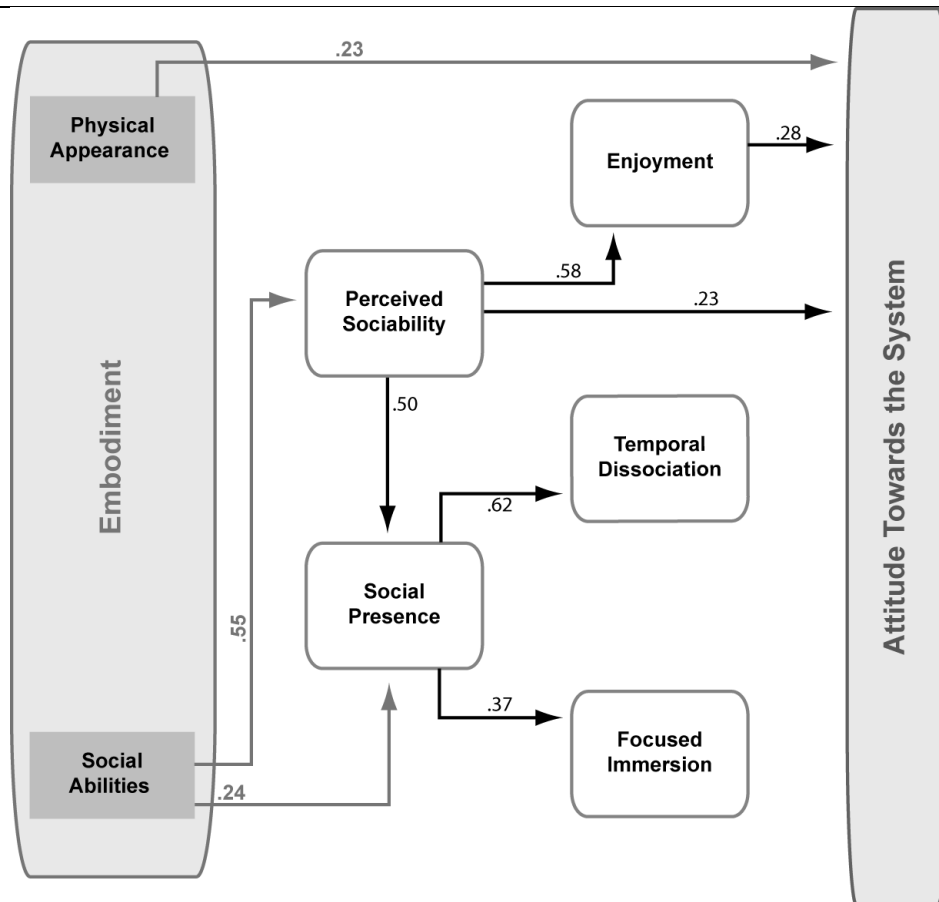 .23
Physical
Appearance
Enjoyment
.28
.58
Perceived
Sociability
.23
.50
Embodiment
Attitude Towards the System
Temporal
Dissociation
.62
Social
Presence
.55
.37
Focused
Immersion
Social
Abilities
.24